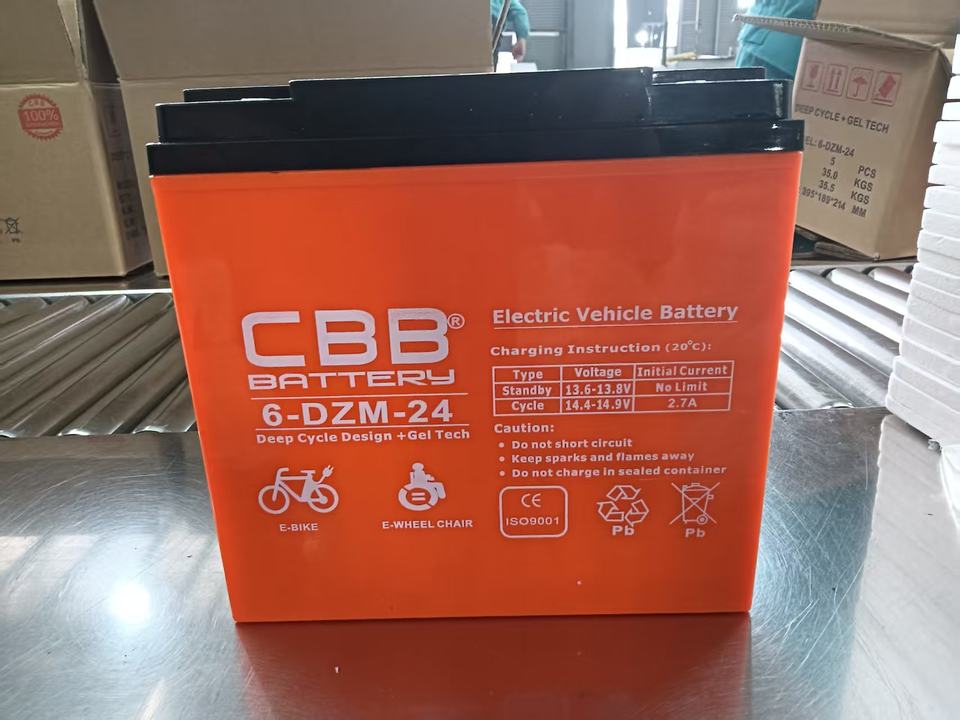 100%
DEEP CYCLE + GEL TECH
EL: 6-DZM-24
5 PCS
35.0 KGS
35.5 KGS
395*189*214 MM
CBB®
BATTERY
6-DZM-24
Deep Cycle Design +Gel Tech
E-BIKE
E-WHEEL CHAIR
Electric Vehicle Battery
Charging Instruction (20°C):
Type Voltage Initial Current
Standby 13.6-13.8V No Limit
Cycle 14.4-14.9V 2.7A
Caution:
• Do not short circuit
• Keep sparks and flames away
• Do not charge in sealed container
CE
ISO9001
Pb
Pb